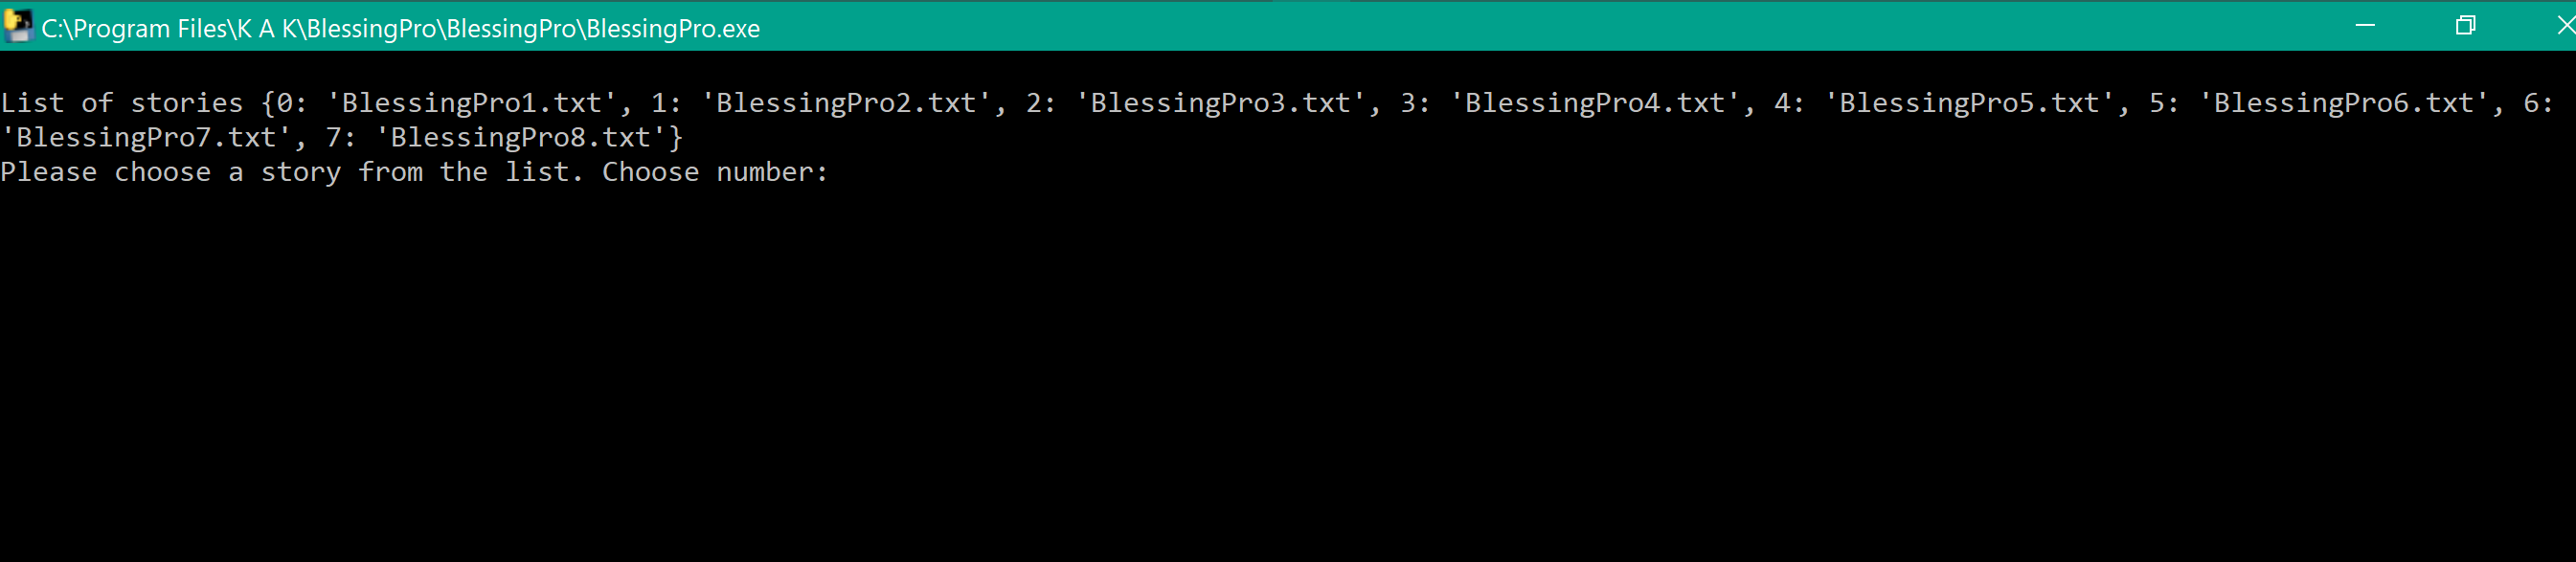 C:\Program Files\K A K\BlessingPro\BlessingPro\BlessingPro.exe
List of stories {0: 'BlessingPro1.txt', 1: 'BlessingPro2.txt', 2: 'BlessingPro3.txt', 3: 'BlessingPro4.txt', 4: 'BlessingPro5.txt', 5: 'BlessingPro6.txt', 6:
'BlessingPro7.txt', 7: 'BlessingPro8.txt'}
Please choose a story from the list. Choose number: